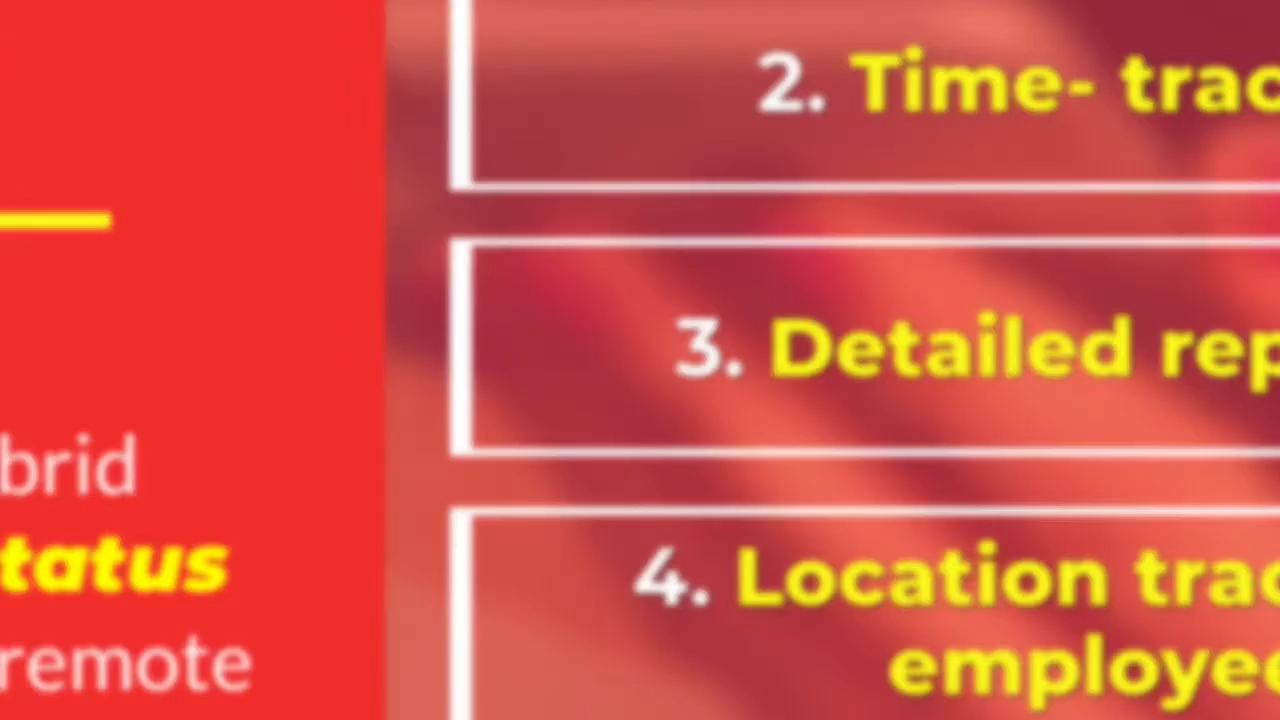 brid
tatus
remote
2. Time- trac
3. Detailed rep
4. Location trac
employee